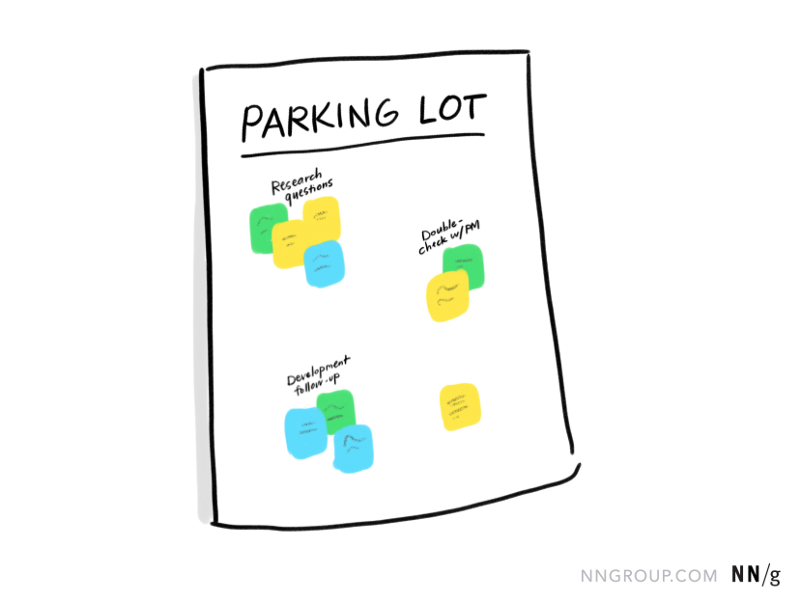 PARKING LOT
Research
questions
Double-
check w/PM
Development
follow-up
NNGROUP.COM NN/g